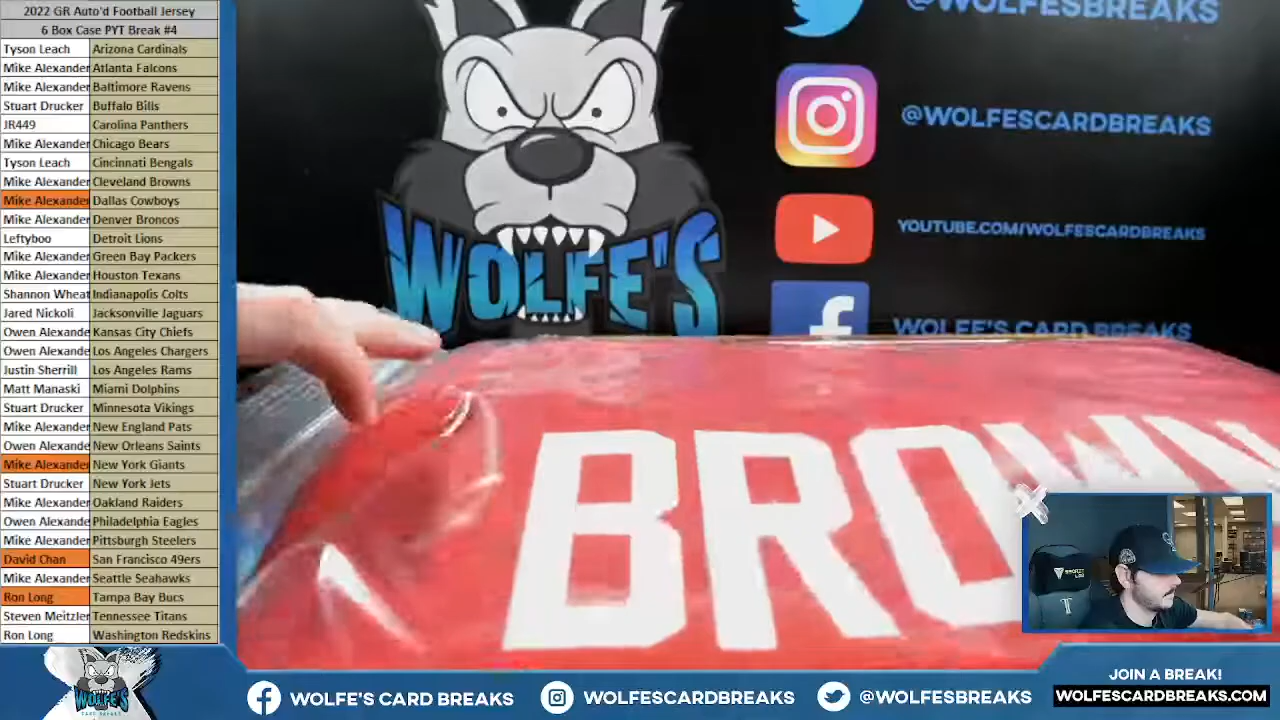 2022 GR Auto'd Football Jersey
6 Box Case PYT Break #4
Tyson Leach Arizona Cardinals
Mike Alexander Atlanta Falcons
Mike Alexander Baltimore Ravens
Stuart Drucker Buffalo Bills
JR449 Carolina Panthers
Mike Alexander Chicago Bears
Tyson Leach Cincinnati Bengals
Mike Alexander Cleveland Browns
Mike Alexander Dallas Cowboys
Mike Alexander Denver Broncos
Leftyboo Detroit Lions
Mike Alexander Green Bay Packers
Mike Alexander Houston Texans
Shannon Wheat Indianapolis Colts
Jared Nickoli Jacksonville Jaguars
Owen Alexande Kansas City Chiefs
Owen Alexande Los Angeles Chargers
Justin Sherrill Los Angeles Rams
Matt Manaski Miami Dolphins
Stuart Drucker Minnesota Vikings
Mike Alexander New England Pats
Owen Alexande New Orleans Saints
Mike Alexander New York Giants
Stuart Drucker New York Jets
Mike Alexander Oakland Raiders
Owen Alexande Philadelphia Eagles
Mike Alexander Pittsburgh Steelers
David Chan San Francisco 49ers
Mike Alexander Seattle Seahawks
Ron Long Tampa Bay Bucs
Steven Meitzler Tennessee Titans
Ron Long Washington Redskins
@WOLFESBREAKS
@WOLFESCARDBREAKS
YOUTUBE.COM/WOLFESCARDBREAKS
WOLFE'S CARD BREAKS
WOLFE'S
BROWN
WOLFE'S
CARD BREAKS
WOLFE'S CARD BREAKS
WOLFESCARDBREAKS
@WOLFESBREAKS
JOIN A BREAK!
WOLFESCARDBREAKS.COM